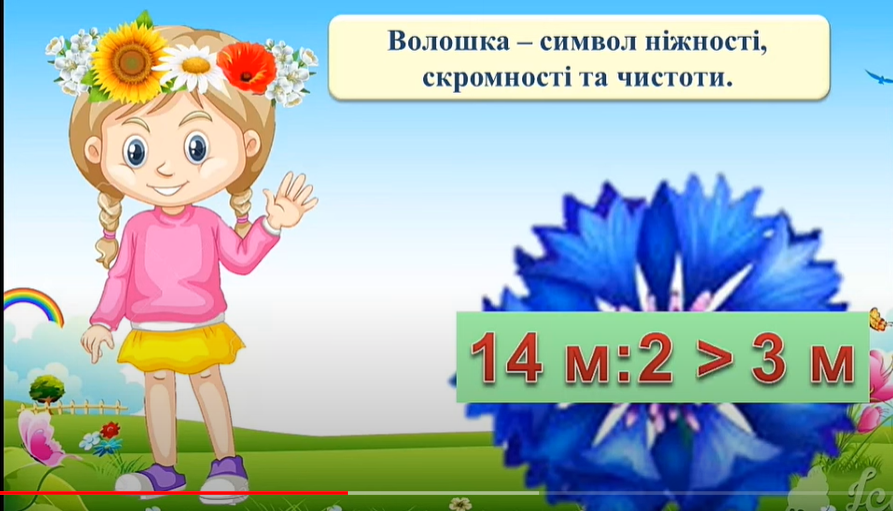 Волошка – символ ніжності,
скромності та чистоти.
14 м:2 > 3 м